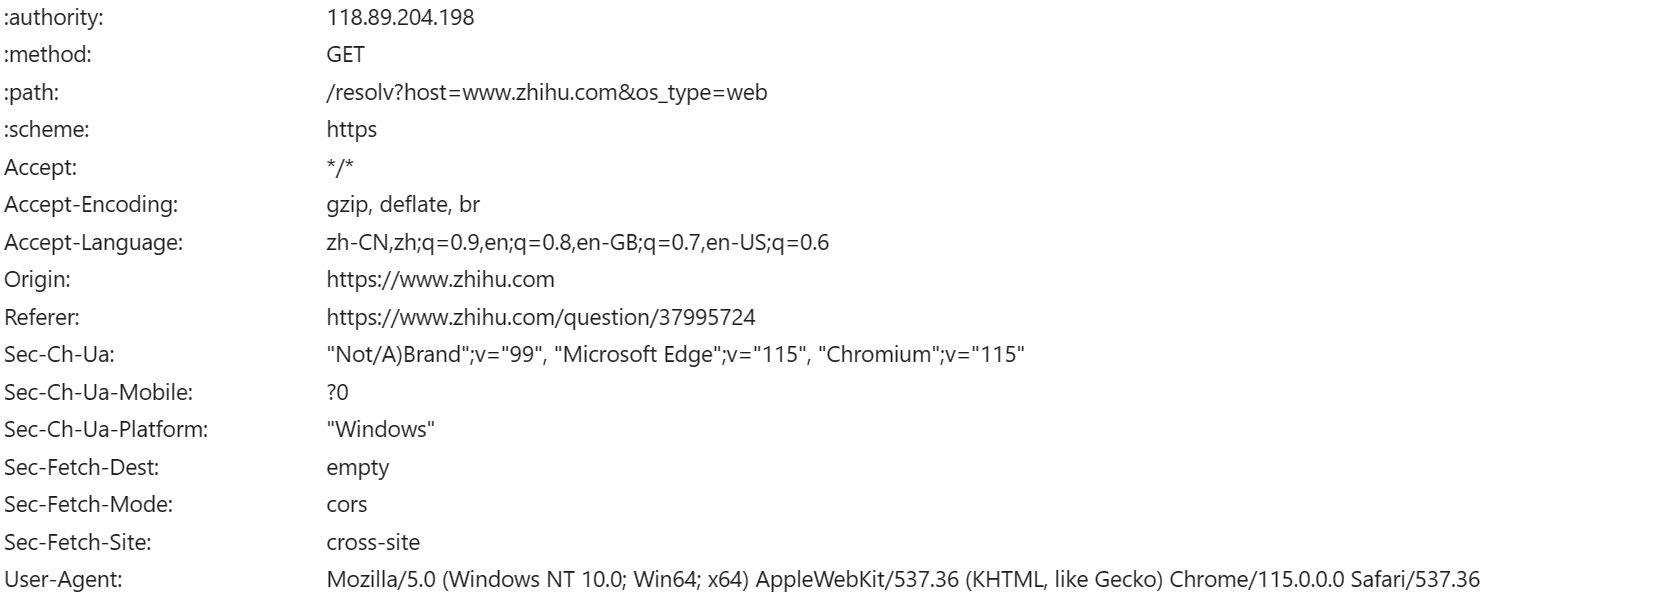 :authority: 118.89.204.198
:method: GET
:path: /resolv?host=www.zhihu.com&os_type=web
:scheme: https
Accept: */*
Accept-Encoding: gzip, deflate, br
Accept-Language: zh-CN,zh;q=0.9,en;q=0.8,en-GB;q=0.7,en-US;q=0.6
Origin: https://www.zhihu.com
Referer: https://www.zhihu.com/question/37995724
Sec-Ch-Ua: "Not/A)Brand";v="99", "Microsoft Edge";v="115", "Chromium";v="115"
Sec-Ch-Ua-Mobile: ?0
Sec-Ch-Ua-Platform: "Windows"
Sec-Fetch-Dest: empty
Sec-Fetch-Mode: cors
Sec-Fetch-Site: cross-site
User-Agent: Mozilla/5.0 (Windows NT 10.0; Win64; x64) AppleWebKit/537.36 (KHTML, like Gecko) Chrome/115.0.0.0 Safari/537.36